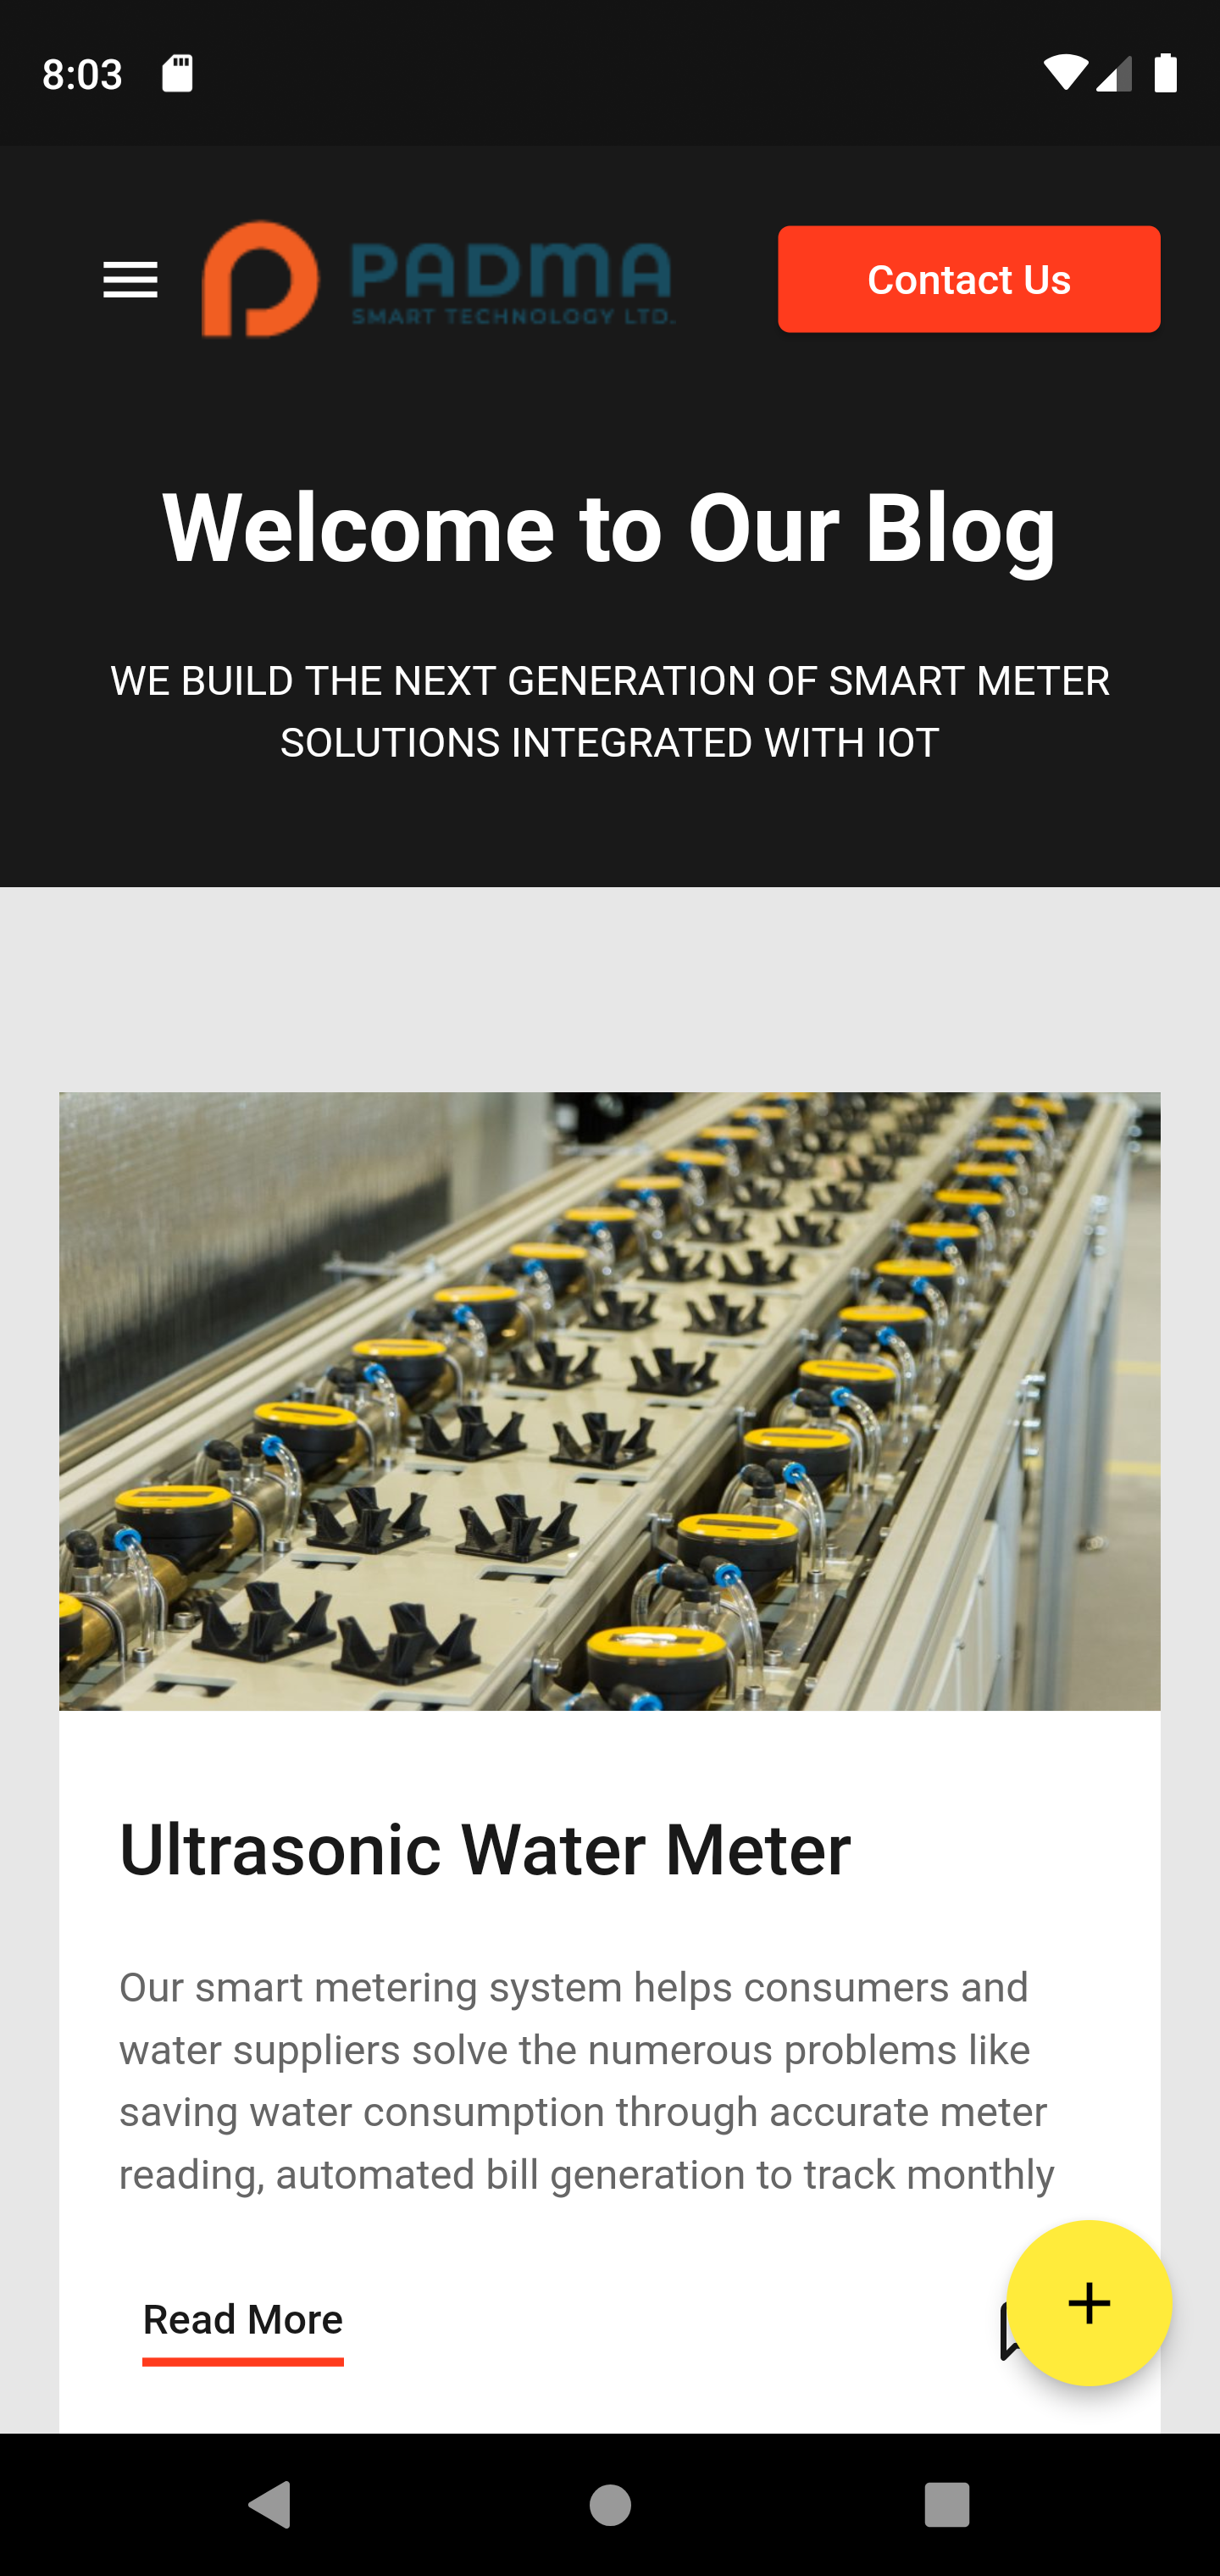 8:03
PADMA
SMART TECHNOLOGY LTD.
Contact Us
Welcome to Our Blog
WE BUILD THE NEXT GENERATION OF SMART METER
SOLUTIONS INTEGRATED WITH IOT
Ultrasonic Water Meter
Our smart metering system helps consumers and
water suppliers solve the numerous problems like
saving water consumption through accurate meter
reading, automated bill generation to track monthly
Read More